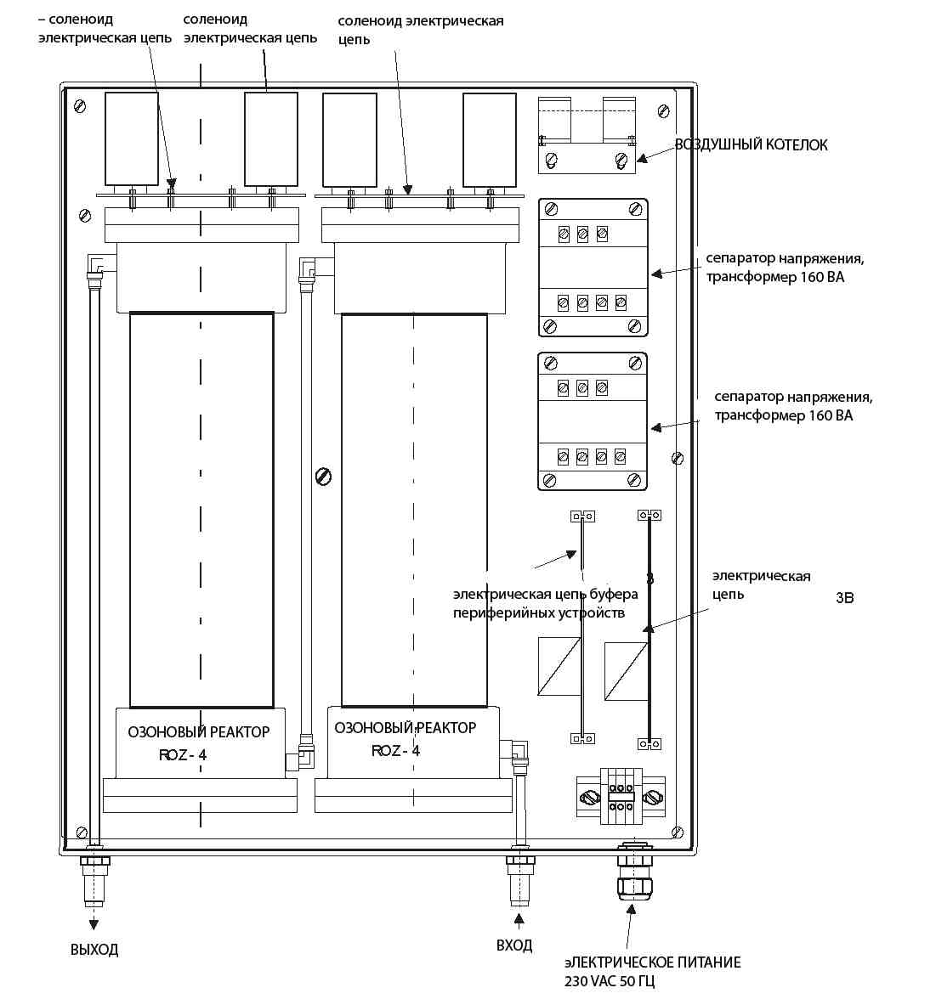 – соленоид
электрическая цепь
соленоид
электрическая цепь
соленоид электрическая
цепь
ВОЗДУШНЫЙ КОТЕЛОК
сепаратор напряжения,
трансформер 160 ВА
сепаратор напряжения,
трансформер 160 ВА
3
электрическая цепь буфера
периферийных устройств
электрическая
цепь
3В
ОЗОНОВЫЙ РЕАКТОР
ROZ - 4
ОЗОНОВЫЙ РЕАКТОР
ROZ - 4
ВЫХОД
ВХОД
эЛЕКТРИЧЕСКОЕ ПИТАНИЕ
230 VAC 50 ГЦ